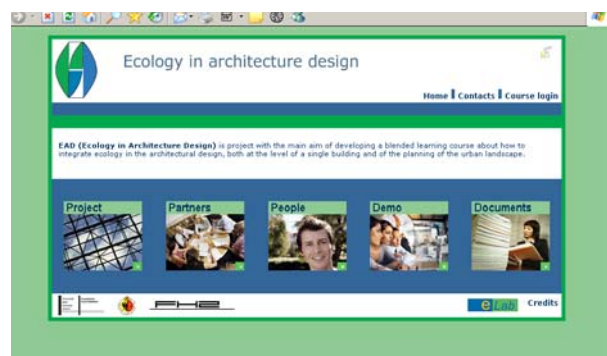 Ecology in architecture design
Home Contacts Course login
EAD (Ecology in Architecture Design) is project with the main aim of developing a blended learning course about how to
integrate ecology in the architectural design, both at the level of a single building and of the planning of the urban landscape.
Project Partners People Demo Documents
eLab Credits